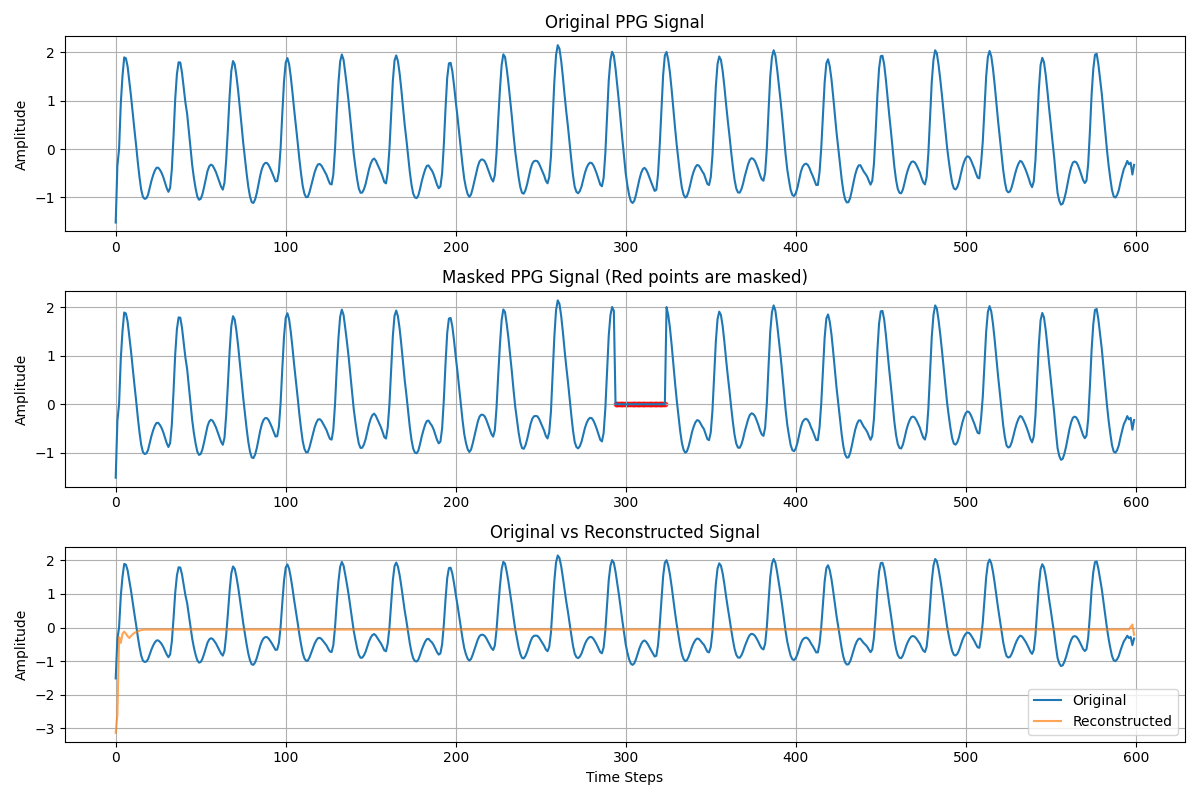 Original PPG Signal
2
1
0
−1
Amplitude
0 100 200 300 400 500 600
Masked PPG Signal (Red points are masked)
2
1
0
−1
Amplitude
0 100 200 300 400 500 600
Original vs Reconstructed Signal
2
1
0
−1
−2
−3
Amplitude
Original
Reconstructed
0 100 200 300 400 500 600
Time Steps